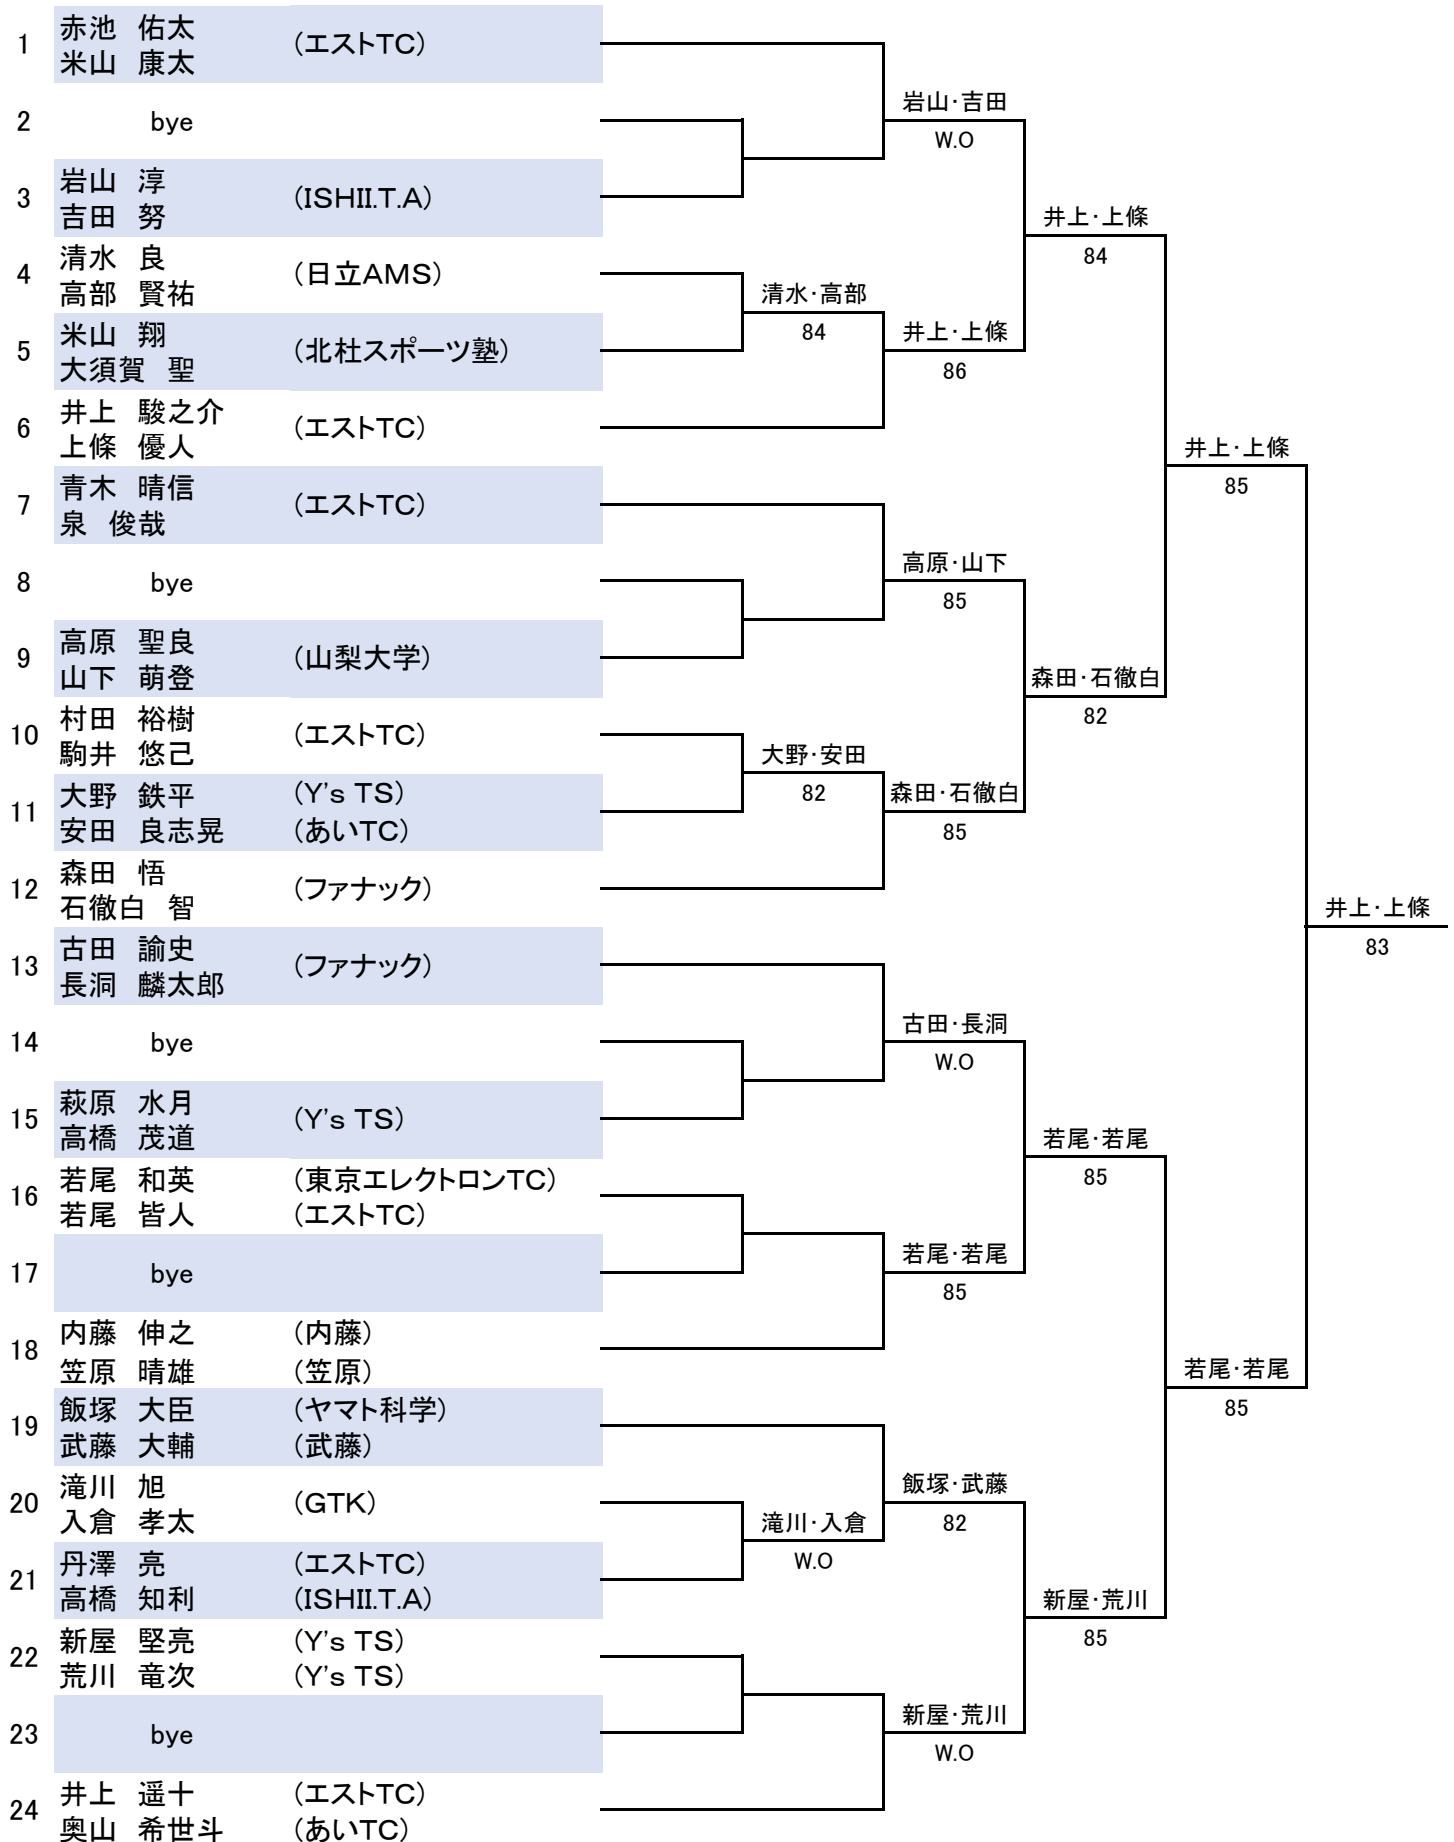 1 赤池 佑太 (エストTC)
米山 康太
2 bye
3 岩山 淳 (ISHII.T.A)
吉田 努
4 清水 良 (日立AMS)
高部 賢祐
5 米山 翔 (北杜スポーツ塾)
大須賀 聖
6 井上 駿之介 (エストTC)
上條 優人
7 青木 晴信 (エストTC)
泉 俊哉
8 bye
9 高原 聖良 (山梨大学)
山下 萌登
10 村田 裕樹 (エストTC)
駒井 悠己
11 大野 鉄平 (Y's TS)
安田 良志晃 (あいTC)
12 森田 悟 (ファナック)
石徹白 智
13 古田 諭史 (ファナック)
長洞 麟太郎
14 bye
15 萩原 水月 (Y's TS)
高橋 茂道
16 若尾 和英 (東京エレクトロンTC)
若尾 皆人 (エストTC)
17 bye
18 内藤 伸之 (内藤)
笠原 晴雄 (笠原)
19 飯塚 大臣 (ヤマト科学)
武藤 大輔 (武藤)
20 滝川 旭 (GTK)
入倉 孝太
21 丹澤 亮 (エストTC)
高橋 知利 (ISHII.T.A)
22 新屋 堅亮 (Y's TS)
荒川 竜次 (Y's TS)
23 bye
24 井上 遥十 (エストTC)
奥山 希世斗 (あいTC)
清水・高部
84
大野・安田
82
滝川・入倉
W.O
岩山・吉田
W.O
井上・上條
86
高原・山下
85
森田・石徹白
85
古田・長洞
W.O
若尾・若尾
85
飯塚・武藤
82
新屋・荒川
W.O
井上・上條
84
森田・石徹白
82
若尾・若尾
85
新屋・荒川
85
井上・上條
85
若尾・若尾
85
井上・上條
83